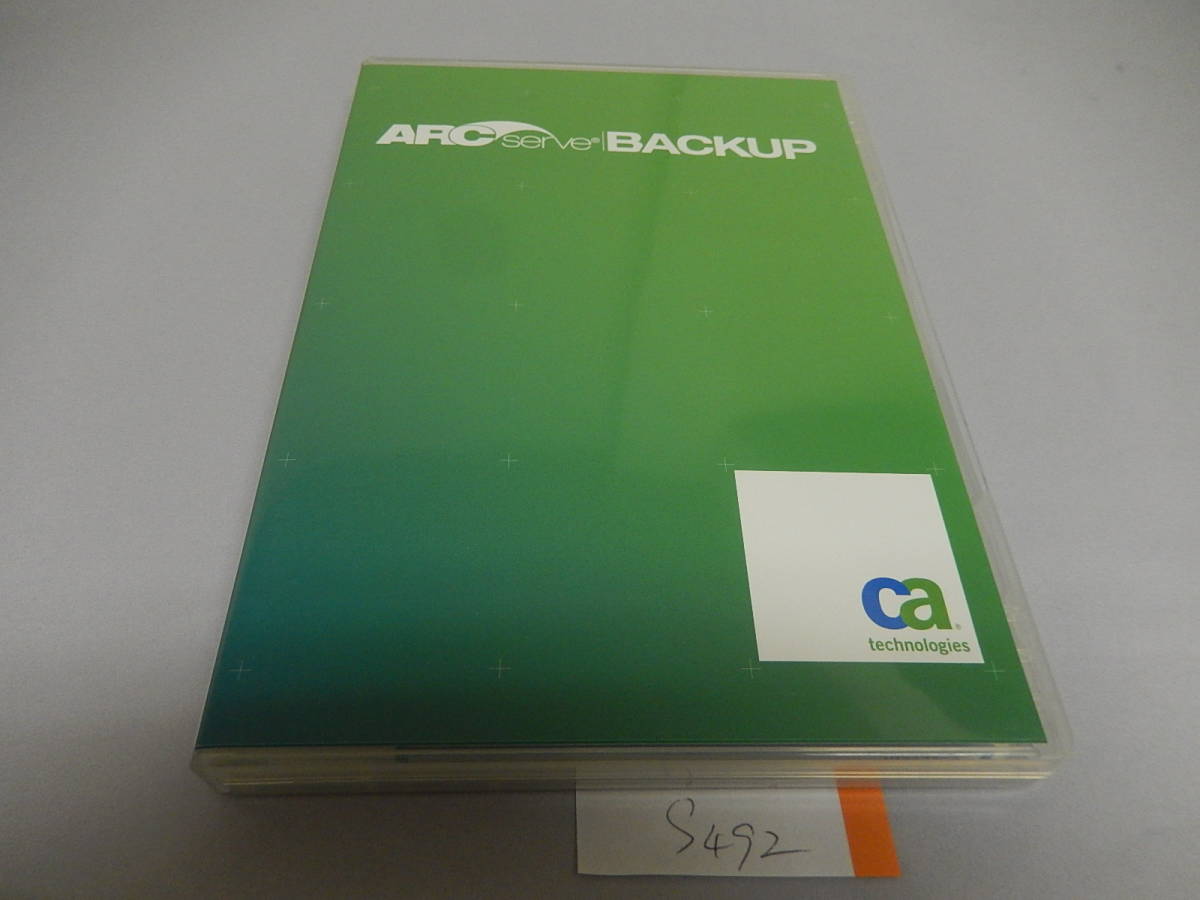 ARCserve® | BACKUP
ca®
technologies
S492